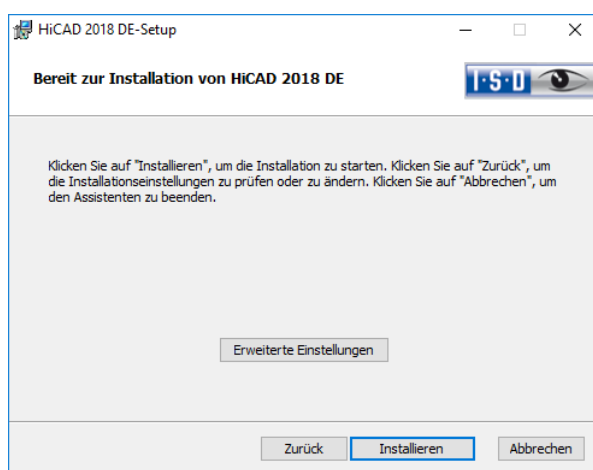 HiCAD 2018 DE-Setup
Bereit zur Installation von HiCAD 2018 DE
I·S·D
Klicken Sie auf "Installieren", um die Installation zu starten. Klicken Sie auf "Zurück", um
die Installationseinstellungen zu prüfen oder zu ändern. Klicken Sie auf "Abbrechen", um
den Assistenten zu beenden.
Erweiterte Einstellungen
Zurück
Installieren
Abbrechen